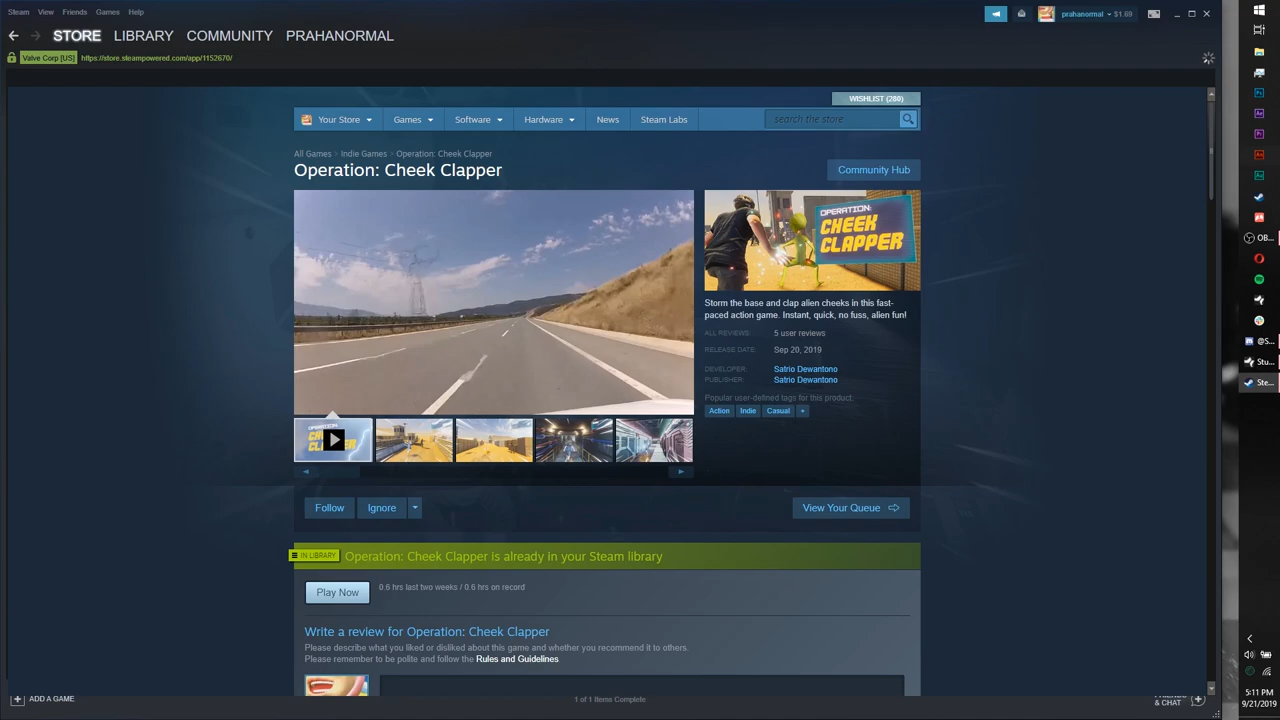 Steam View Friends Games Help
prahanormal $1.69
STORE LIBRARY COMMUNITY PRAHANORMAL
Valve Corp [US] https://store.steampowered.com/app/1152670/
WISHLIST (280)
Your Store Games Software Hardware News Steam Labs search the store
All Games > Indie Games > Operation: Cheek Clapper
Operation: Cheek Clapper
Community Hub
OPERATION:
CHEEK
CLAPPER
Storm the base and clap alien cheeks in this fast-
paced action game. Instant, quick, no fuss, alien fun!
ALL REVIEWS: 5 user reviews
RELEASE DATE: Sep 20, 2019
DEVELOPER: Satrio Dewantono
PUBLISHER: Satrio Dewantono
Popular user-defined tags for this product:
Action Indie Casual +
Follow Ignore
View Your Queue
IN LIBRARY Operation: Cheek Clapper is already in your Steam library
Play Now 0.6 hrs last two weeks / 0.6 hrs on record
Write a review for Operation: Cheek Clapper
Please describe what you liked or disliked about this game and whether you recommend it to others.
Please remember to be polite and follow the Rules and Guidelines.
ADD A GAME
1 of 1 Items Complete
& CHAT
OB...
Stu...
Ste...
5:11 PM
9/21/2019